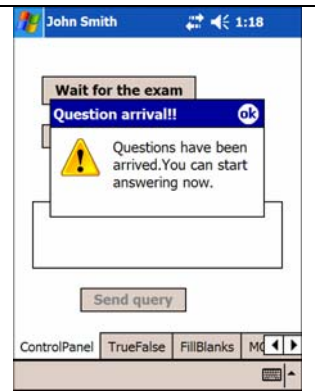 John Smith 1:18
Wait for the exam
Question arrival!! ok
Questions have been
arrived.You can start
answering now.
Send query
ControlPanel TrueFalse FillBlanks